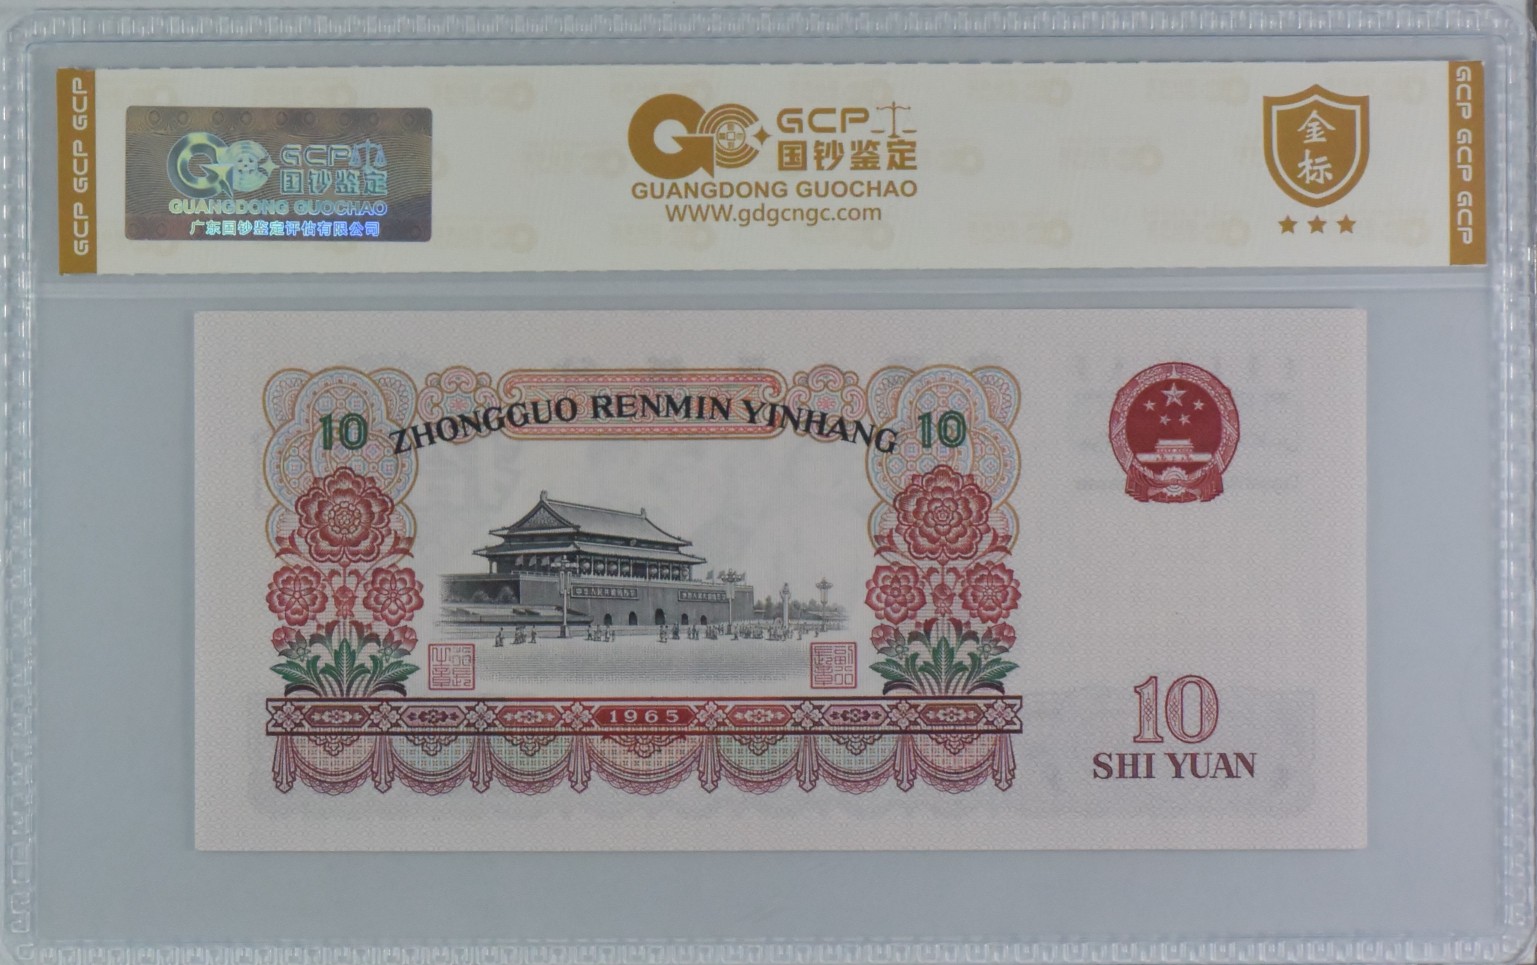 GCP GCP GCP
GCP
国钞鉴定
GUANGDONG GUOCHAO
广东国钞鉴定评估有限公司
GCP
国钞鉴定
GUANGDONG GUOCHAO
WWW.gdgcngc.com
金
标
GCP GCP GCP
10 ZHONGGUO RENMIN YINHANG 10
1965
10
SHI YUAN